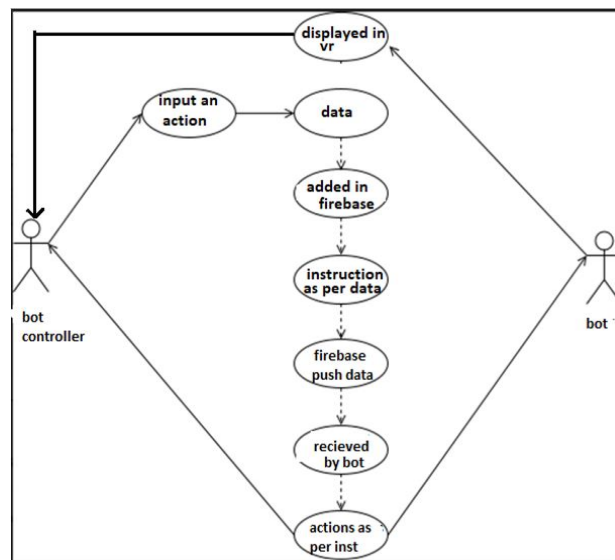 displayed in
vr
input an
action
data
added in
firebase
instruction
as per data
bot
controller
bot
firebase
push data
recieved
by bot
actions as
per inst